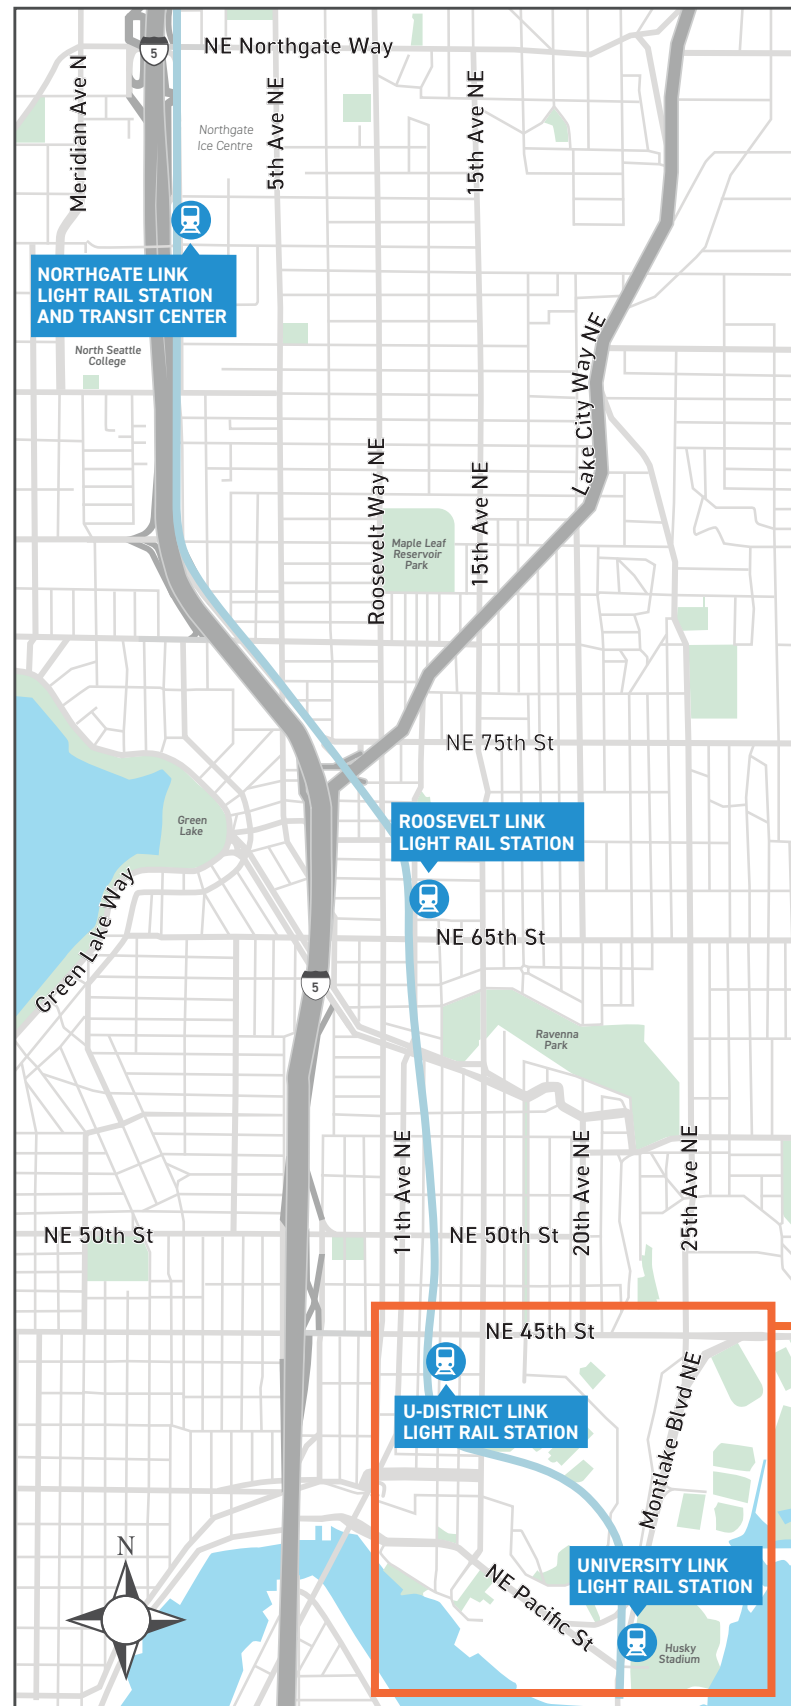 NE Northgate Way
5
Meridian Ave N
Northgate
Ice Centre
5th Ave NE
15th Ave NE
NORTHGATE LINK
LIGHT RAIL STATION
AND TRANSIT CENTER
North Seattle
College
Lake City Way NE
Roosevelt Way NE
15th Ave NE
Maple Leaf
Reservoir
Park
NE 75th St
Green
Lake
ROOSEVELT LINK
LIGHT RAIL STATION
Green Lake Way
NE 65th St
5
Ravenna
Park
11th Ave NE
20th Ave NE
25th Ave NE
NE 50th St
NE 50th St
NE 45th St
U-DISTRICT LINK
LIGHT RAIL STATION
Montlake Blvd NE
N
NE Pacific St
UNIVERSITY LINK
LIGHT RAIL STATION
Husky
Stadium